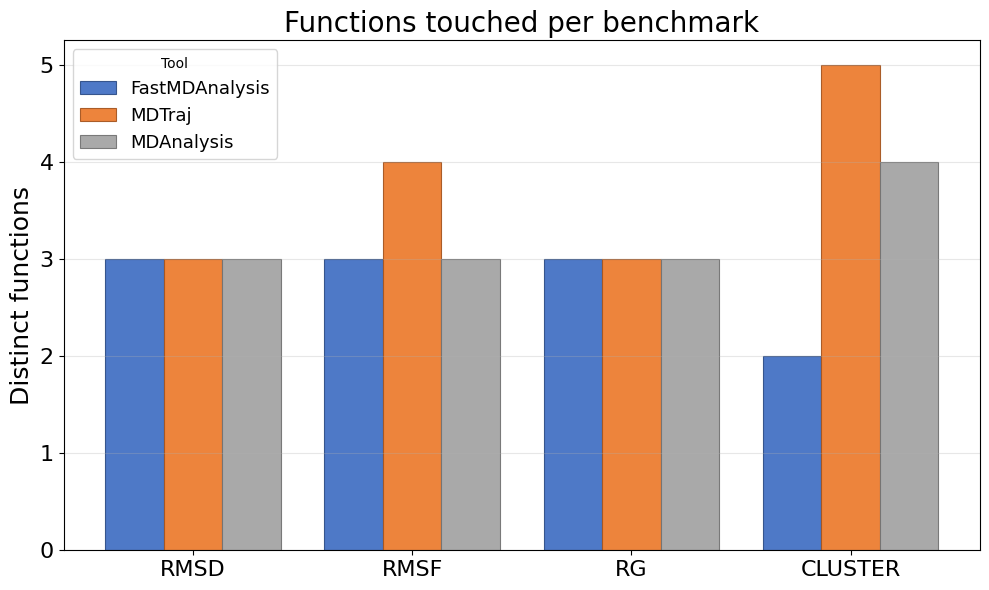 Functions touched per benchmark
Tool
FastMDAnalysis
MDTraj
MDAnalysis
Distinct functions
5
4
3
2
1
0
RMSD
RMSF
RG
CLUSTER